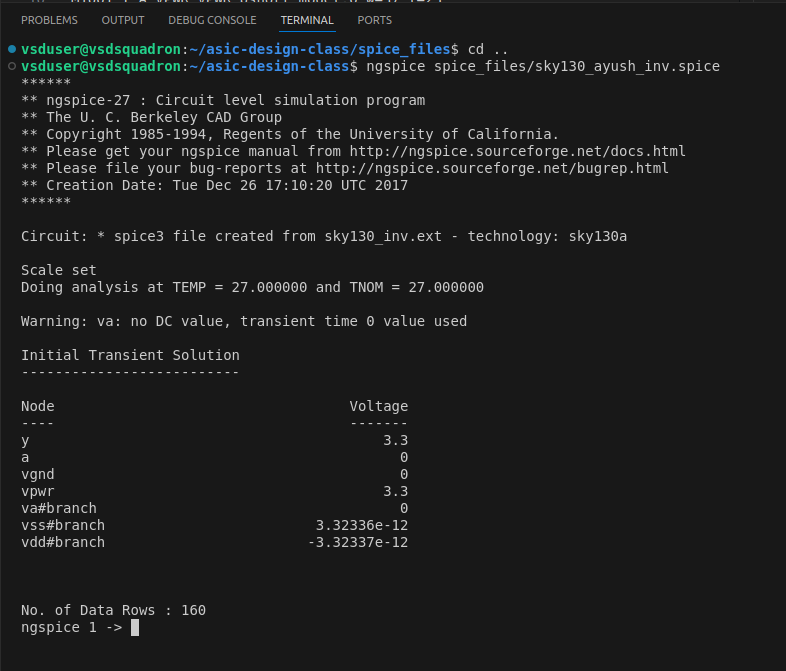 PROBLEMS OUTPUT DEBUG CONSOLE TERMINAL PORTS
vsduser@vsdsquadron:~/asic-design-class/spice_files$ cd ..
vsduser@vsdsquadron:~/asic-design-class$ ngspice spice_files/sky130_ayush_inv.spice
******
** ngspice-27 : Circuit level simulation program
** The U. C. Berkeley CAD Group
** Copyright 1985-1994, Regents of the University of California.
** Please get your ngspice manual from http://ngspice.sourceforge.net/docs.html
** Please file your bug-reports at http://ngspice.sourceforge.net/bugrep.html
** Creation Date: Tue Dec 26 17:10:20 UTC 2017
******
Circuit: * spice3 file created from sky130_inv.ext - technology: sky130a
Scale set
Doing analysis at TEMP = 27.000000 and TNOM = 27.000000
Warning: va: no DC value, transient time 0 value used
Initial Transient Solution
--------------------------
Node Voltage
---- -------
y 3.3
a 0
vgnd 0
vpwr 3.3
va#branch 0
vss#branch 3.32336e-12
vdd#branch -3.32337e-12
No. of Data Rows : 160
ngspice 1 ->